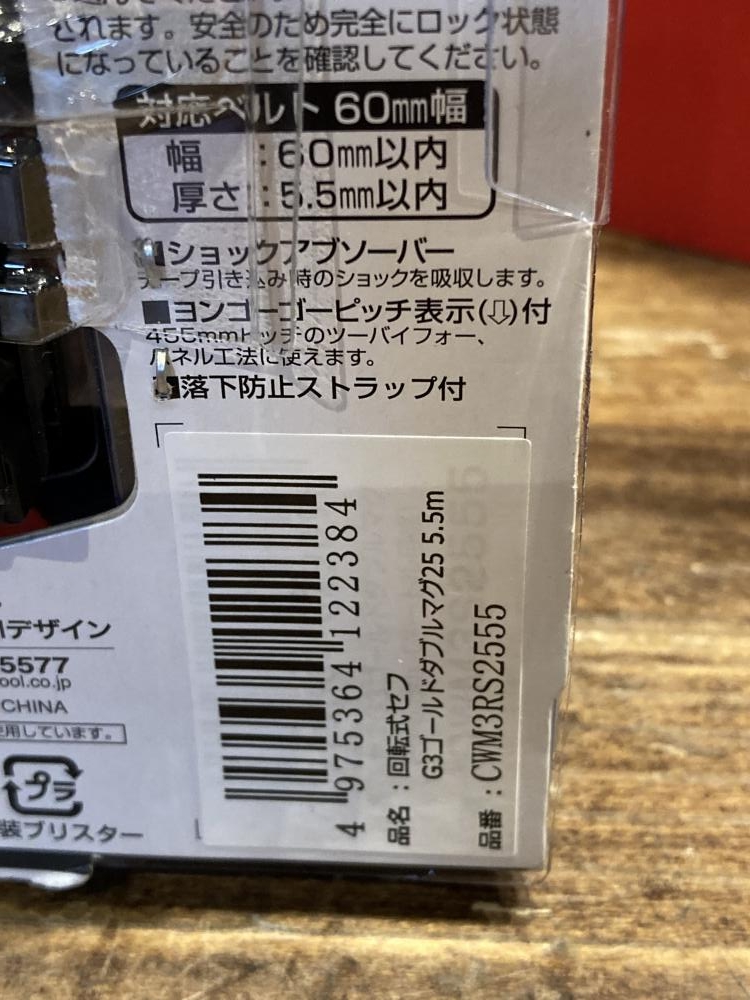 されます。安全のため完全にロック状態
になっていることを確認してください。
対応ベルト 60mm幅
幅 :60mm以内
厚さ :5.5mm以内
■ショックアブソーバー
テープ引き込み時のショックを吸収します。
■ヨンゴーゴーピッチ表示(⇩)付
455mmピッチのツーバイフォー、
パネル工法に使えます。
■落下防止ストラップ付
4975364122384
品名:回転式セフ
G3ゴールドダブルマグ25 5.5m
品番:CWM3RS2555
デザイン
5577
ool.co.jp
CHINA
使用しています。
プラ
装ブリスター